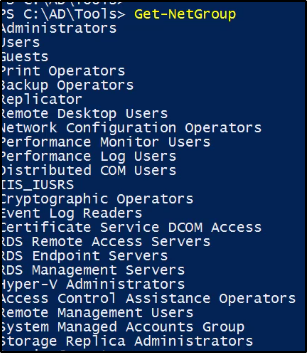 PS C:\AD\Tools> Get-NetGroup
Administrators
Users
Guests
Print Operators
Backup Operators
Replicator
Remote Desktop Users
Network Configuration Operators
Performance Monitor Users
Performance Log Users
Distributed COM Users
IIS_IUSRS
Cryptographic Operators
Event Log Readers
Certificate Service DCOM Access
RDS Remote Access Servers
RDS Endpoint Servers
RDS Management Servers
Hyper-V Administrators
Access Control Assistance Operators
Remote Management Users
System Managed Accounts Group
Storage Replica Administrators